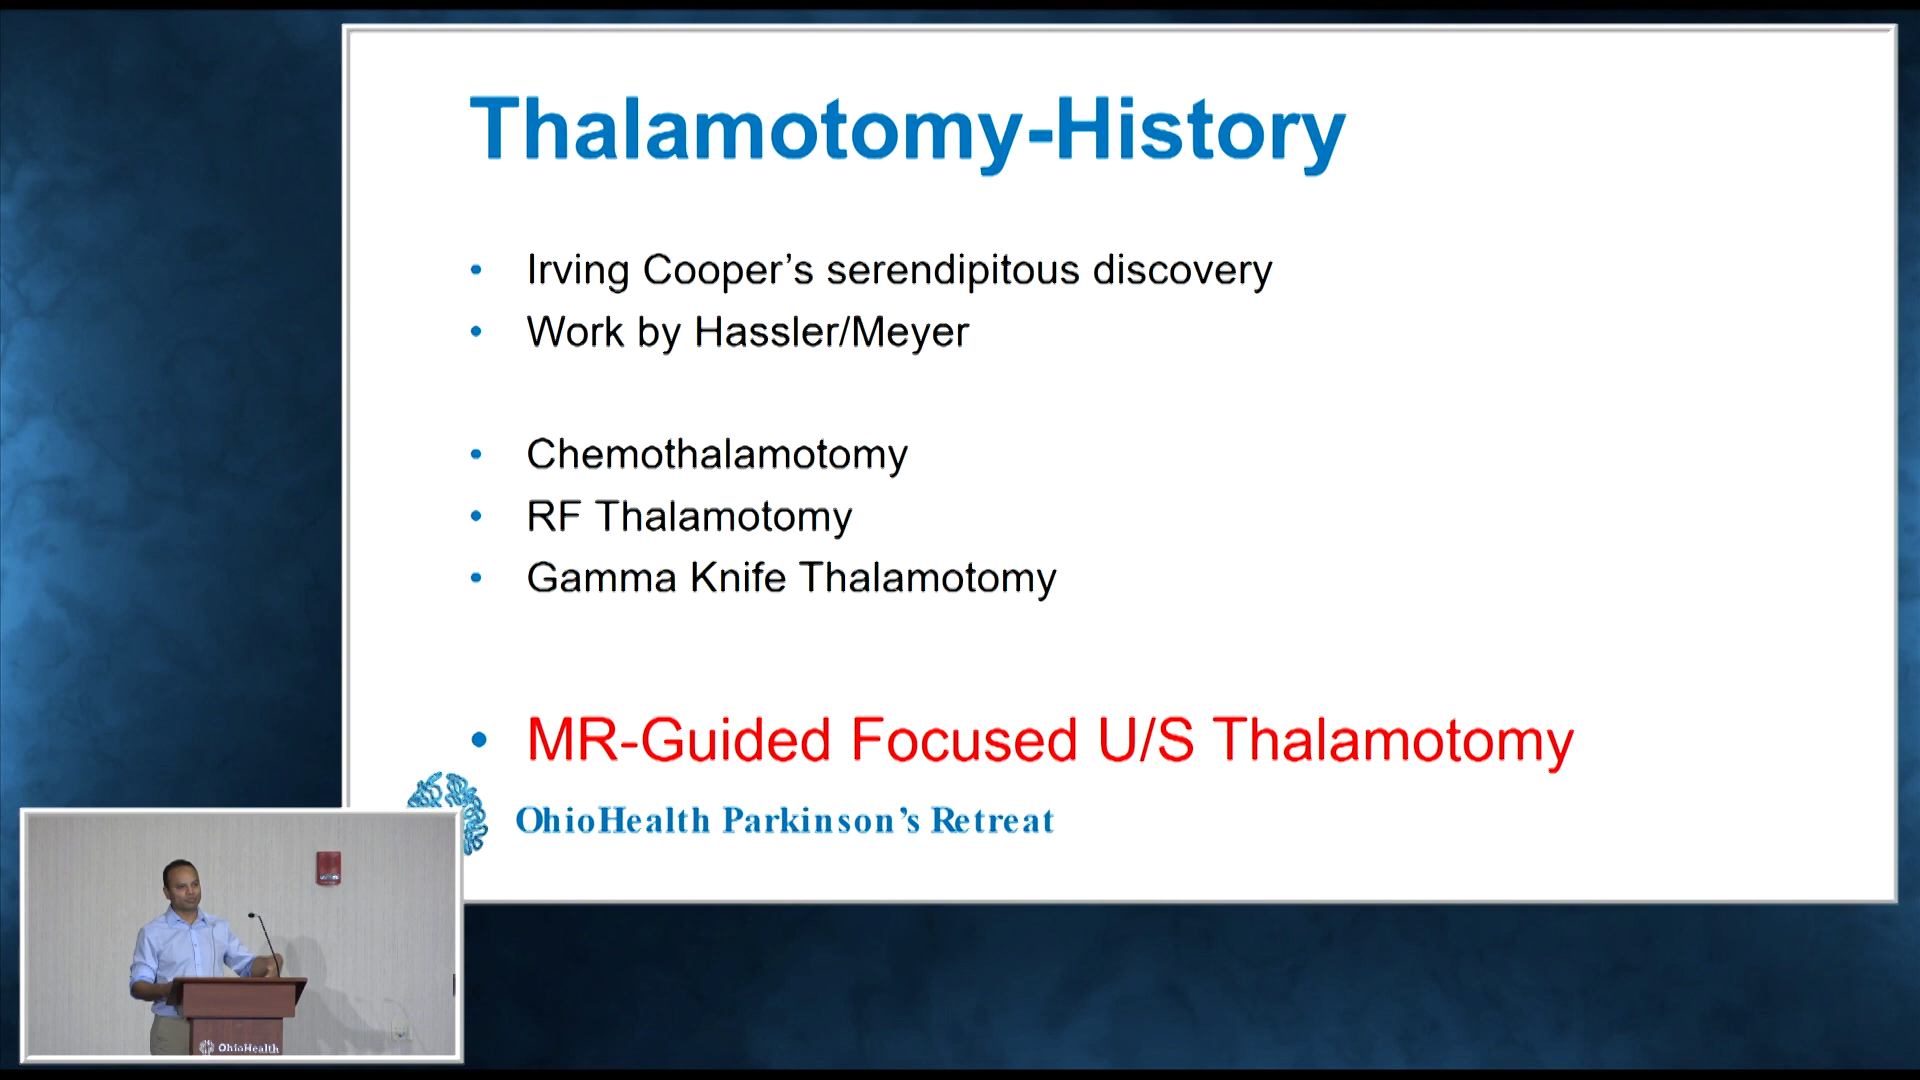 Thalamotomy-History
• Irving Cooper’s serendipitous discovery
• Work by Hassler/Meyer
• Chemothalamotomy
• RF Thalamotomy
• Gamma Knife Thalamotomy
• MR-Guided Focused U/S Thalamotomy
OhioHealth Parkinson’s Retreat
OhioHealth